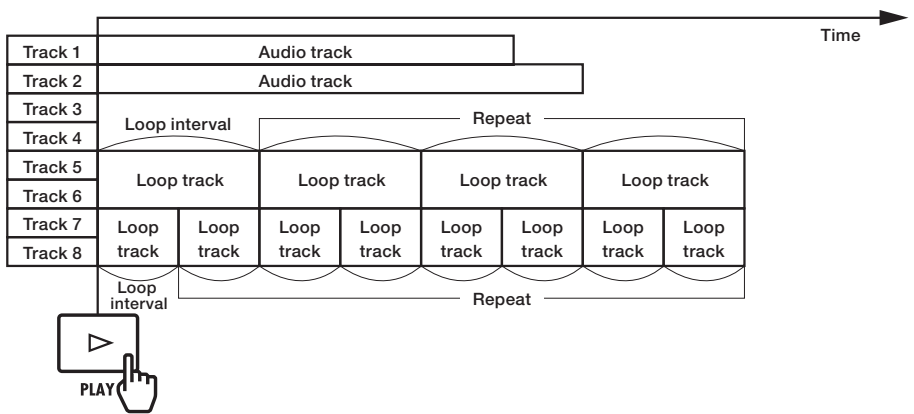 Time
Track 1 Audio track
Track 2 Audio track
Track 3
Loop interval Repeat
Track 4
Track 5
Loop track Loop track Loop track Loop track
Track 6
Track 7
Loop Loop Loop Loop Loop Loop Loop Loop
track track track track track track track track
Track 8
Loop
interval
Repeat
PLAY